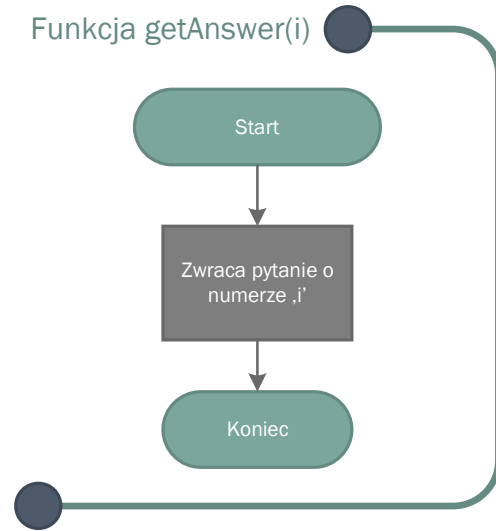 Funkcja getAnswer(i)
Start
Zwraca pytanie o
numerze ‚i’
Koniec